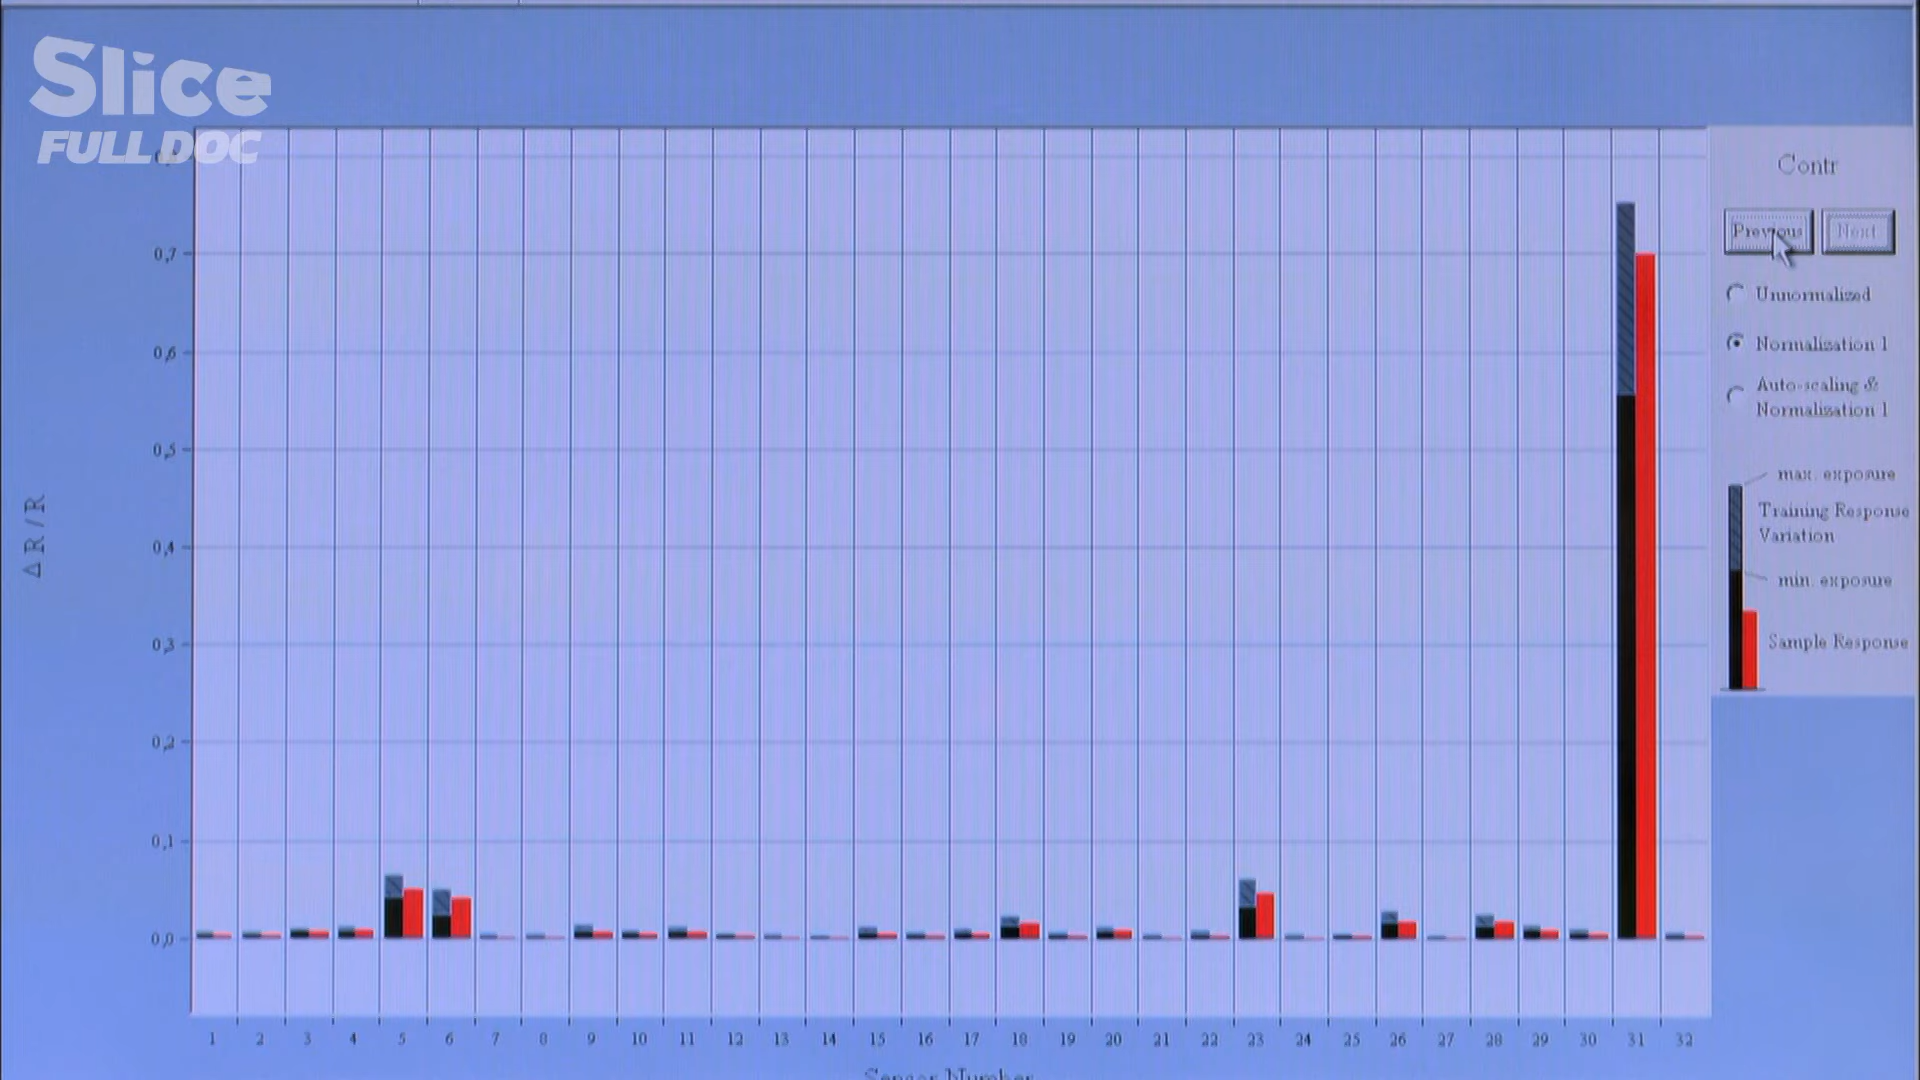 Slice
FULL DOC
Contr
Previous
Next
Unnormalized
Normalization 1
Auto-scaling &
Normalization 1
max. exposure
Training Response
Variation
min. exposure
Sample Response
ΔR/R
0,7
0,6
0,5
0,4
0,3
0,2
0,1
0,0
1 2 3 4 5 6 7 8 9 10 11 12 13 14 15 16 17 18 19 20 21 22 23 24 25 26 27 28 29 30 31 32
Sensor Number